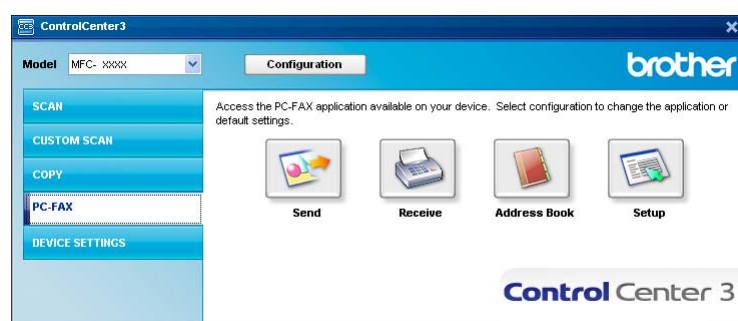 ControlCenter3
Model MFC- XXXX Configuration brother
SCAN
CUSTOM SCAN
COPY
PC-FAX
DEVICE SETTINGS
Access the PC-FAX application available on your device. Select configuration to change the application or
default settings.
Send Receive Address Book Setup
Control Center 3